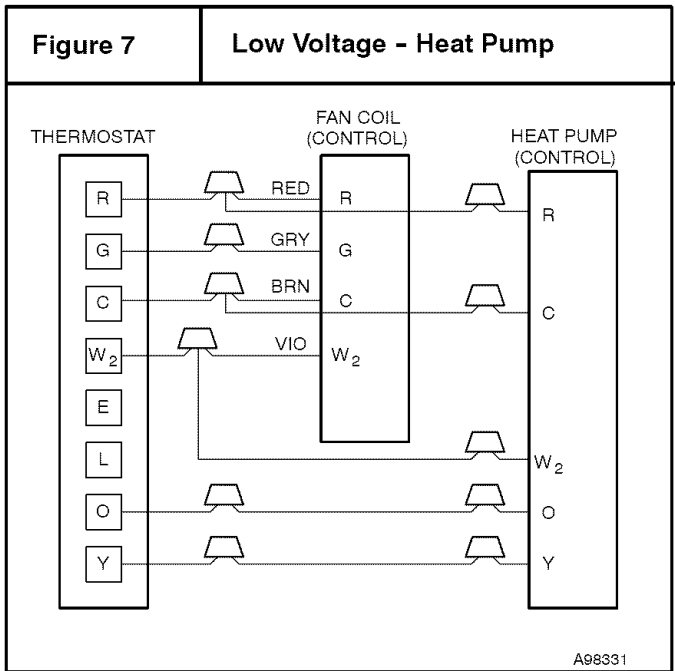 Figure 7
Low Voltage – Heat Pump
FAN COIL
(CONTROL)
THERMOSTAT
HEAT PUMP
(CONTROL)
R RED R R
G GRY G
C BRN C C
W2 VIO W2
E
L W2
O O
Y Y
A98331